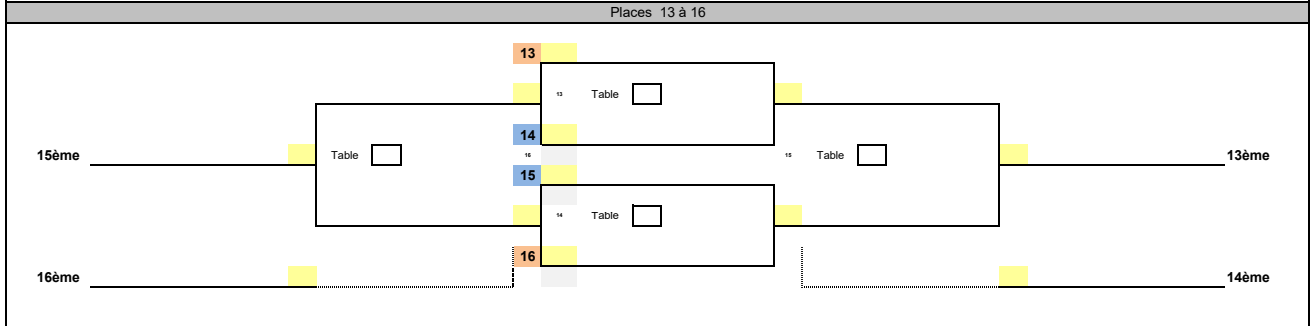 Places 13 à 16
13
13 Table
14
15ème Table 16 15 Table 13ème
15
14 Table
16
16ème 14ème